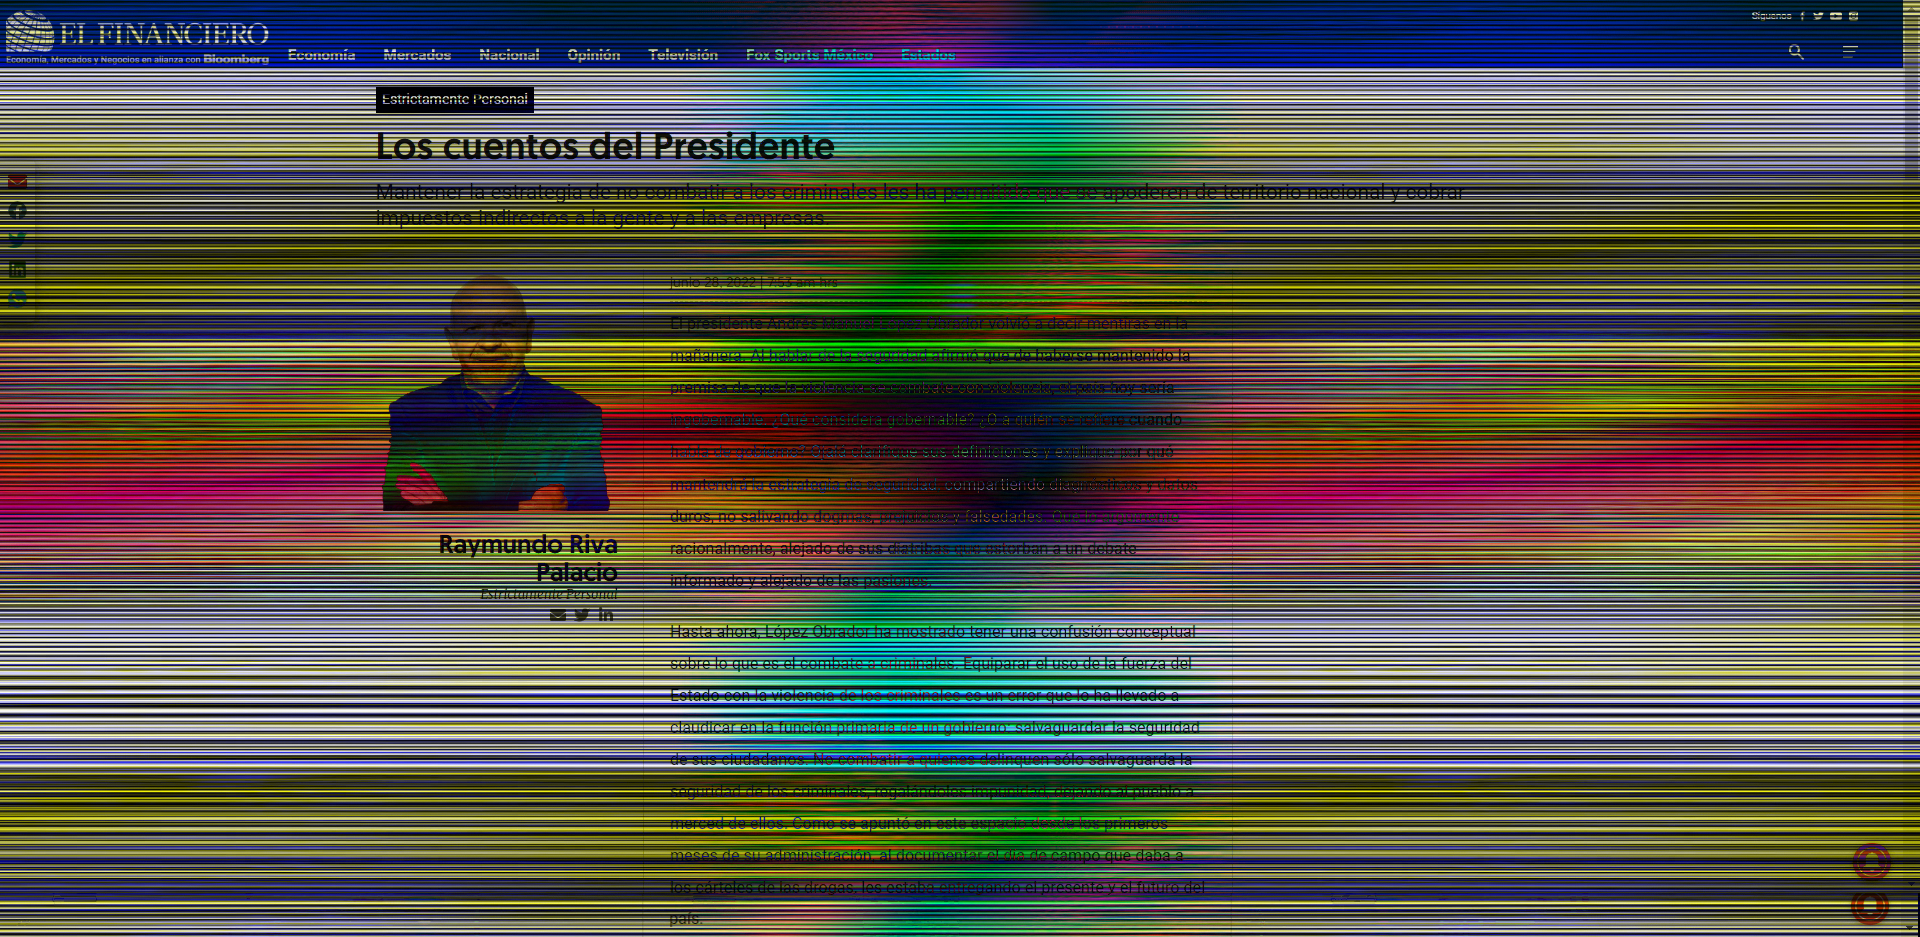 EL FINANCIERO
Economía, Mercados y Negocios en alianza con Bloomberg
Economía Mercados Nacional Opinión Televisión Fox Sports México Estados
Síguenos
Estrictamente Personal
Los cuentos del Presidente
Mantener la estrategia de no combatir a los criminales les ha permitido que se apoderen de territorio nacional y cobrar
impuestos indirectos a la gente y a las empresas.
Raymundo Riva
Palacio
Estrictamente Personal
junio 28, 2022 | 7:53 am hrs
El presidente Andrés Manuel López Obrador volvió a decir mentiras en la
mañanera. Al hablar de la seguridad afirmó que de haberse mantenido la
premisa de que la violencia se combate con violencia, el país hoy sería
ingobernable. ¿Qué considera gobernable? ¿O a quién se refiere cuando
habla de gobierno? Ojalá clarifique sus definiciones y explique por qué
mantendrá la estrategia de seguridad, compartiendo diagnósticos y datos
duros, no salivando dogmas, prejuicios y falsedades. Que lo
racionalmente, alejado de sus diatribas que estorban a un debate
informado y alejado de las pasiones.
Hasta ahora, López Obrador ha mostrado tener una confusión conceptual
sobre lo que es el combate a criminales. Equiparar el uso de la fuerza del
Estado con la violencia de los criminales es un error que lo ha llevado a
claudicar en la función primaria de un gobierno: salvaguardar la seguridad
de sus ciudadanos. No combatir a quienes delinquen sólo salvaguarda la
seguridad de los criminales, regalándoles impunidad, dejando al pueblo a
merced de ellos. Como se apuntó en este espacio desde los primeros
meses de su administración, al documentar el día de campo que daba a
los cárteles de las drogas, les estaba entregando el presente y el futuro del
país.